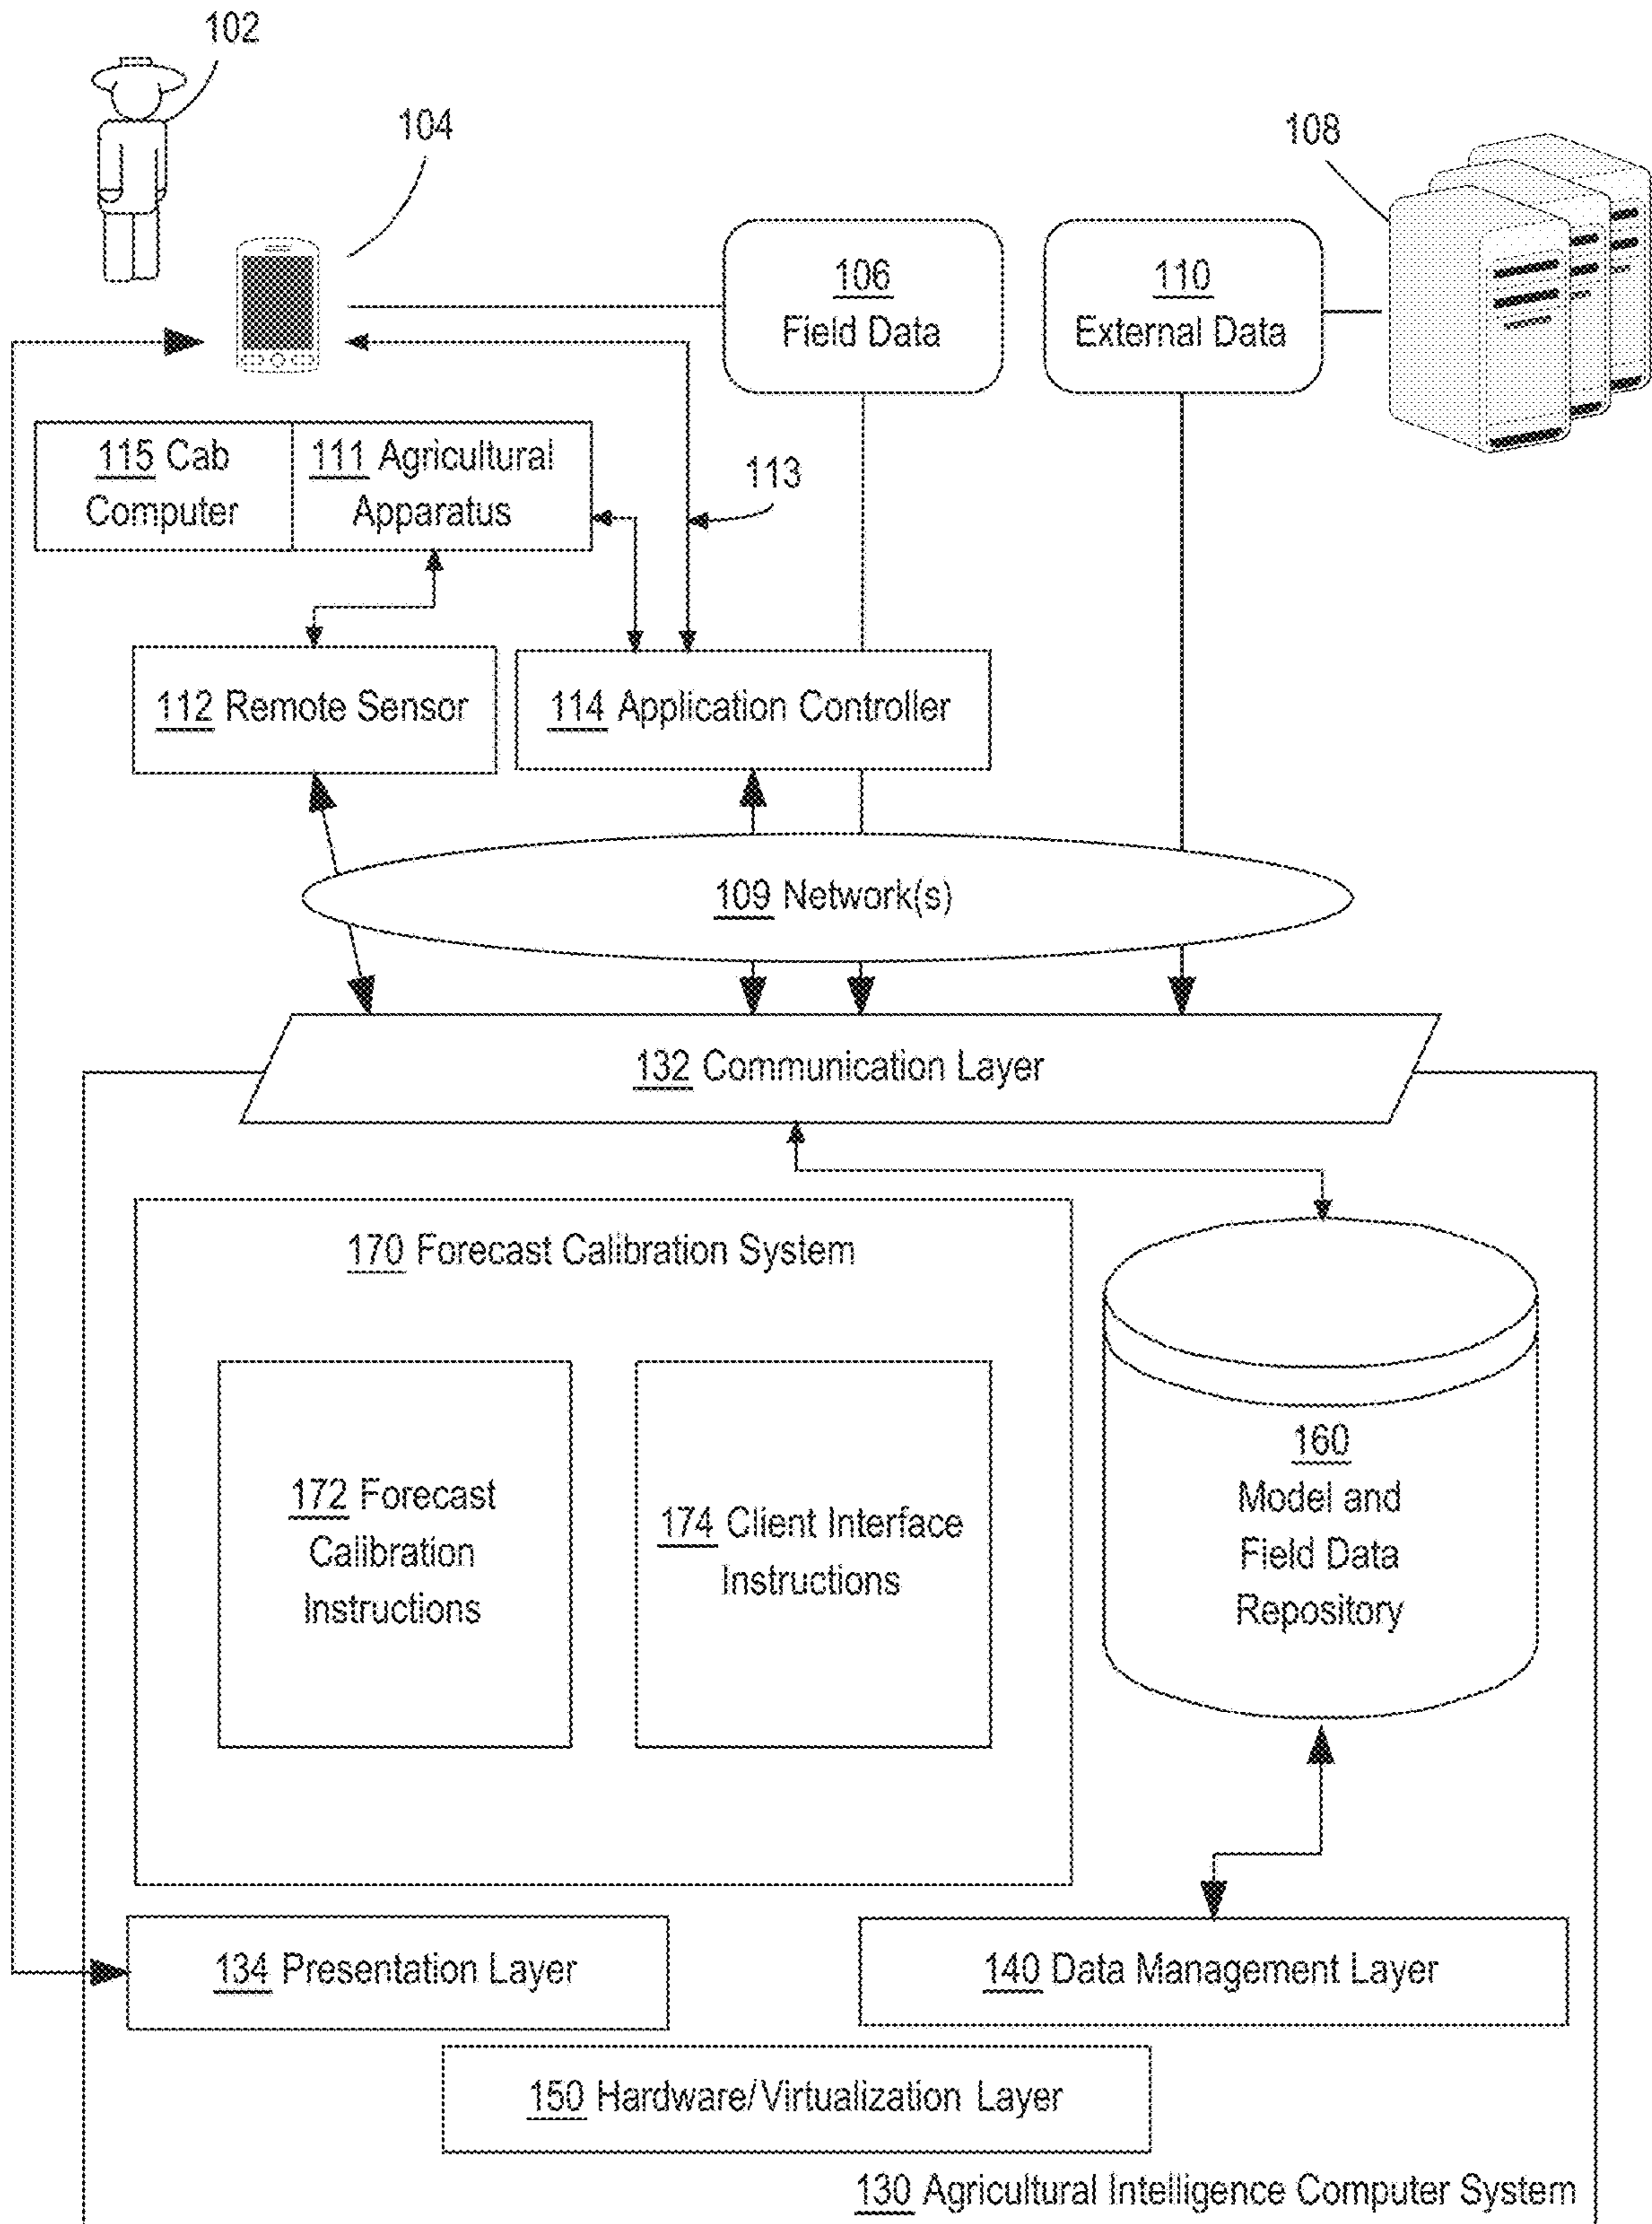 102
104
108
106
Field Data
110
External Data
115 Cab
Computer
111 Agricultural
Apparatus
113
112 Remote Sensor
114 Application Controller
109 Network(s)
132 Communication Layer
170 Forecast Calibration System
172 Forecast
Calibration
Instructions
174 Client Interface
Instructions
160
Model and
Field Data
Repository
134 Presentation Layer
140 Data Management Layer
150 Hardware/Virtualization Layer
130 Agricultural Intelligence Computer System